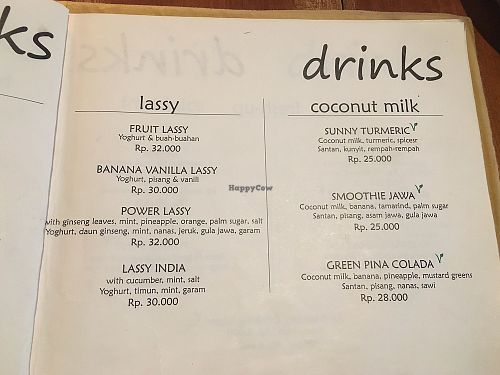 ks
drinks
lassy
FRUIT LASSY
Yoghurt & buah-buahan
Rp. 32.000
BANANA VANILLA LASSY
Yoghurt, pisang & vanili
Rp. 30.000
POWER LASSY
with ginseng leaves, mint, pineapple, orange, palm sugar, salt
Yoghurt, daun ginseng, mint, nanas, jeruk, gula jawa, garam
Rp. 32.000
LASSY INDIA
with cucumber, mint, salt
Yoghurt, timun, mint, garam
Rp. 30.000
coconut milk
SUNNY TURMERIC V
Coconut milk, turmeric, spicesr
Santan, kunyit, rempah-rempah
Rp. 25.000
SMOOTHIE JAWA V
Coconut milk, banana, tamarind, palm sugar
Santan, pisang, asam jawa, gula jawa
Rp. 25.000
GREEN PINA COLADA V
Coconut milk, banana, pineapple, mustard greens
Santan, pisang, nanas, sawi
Rp. 28.000
HappyCow